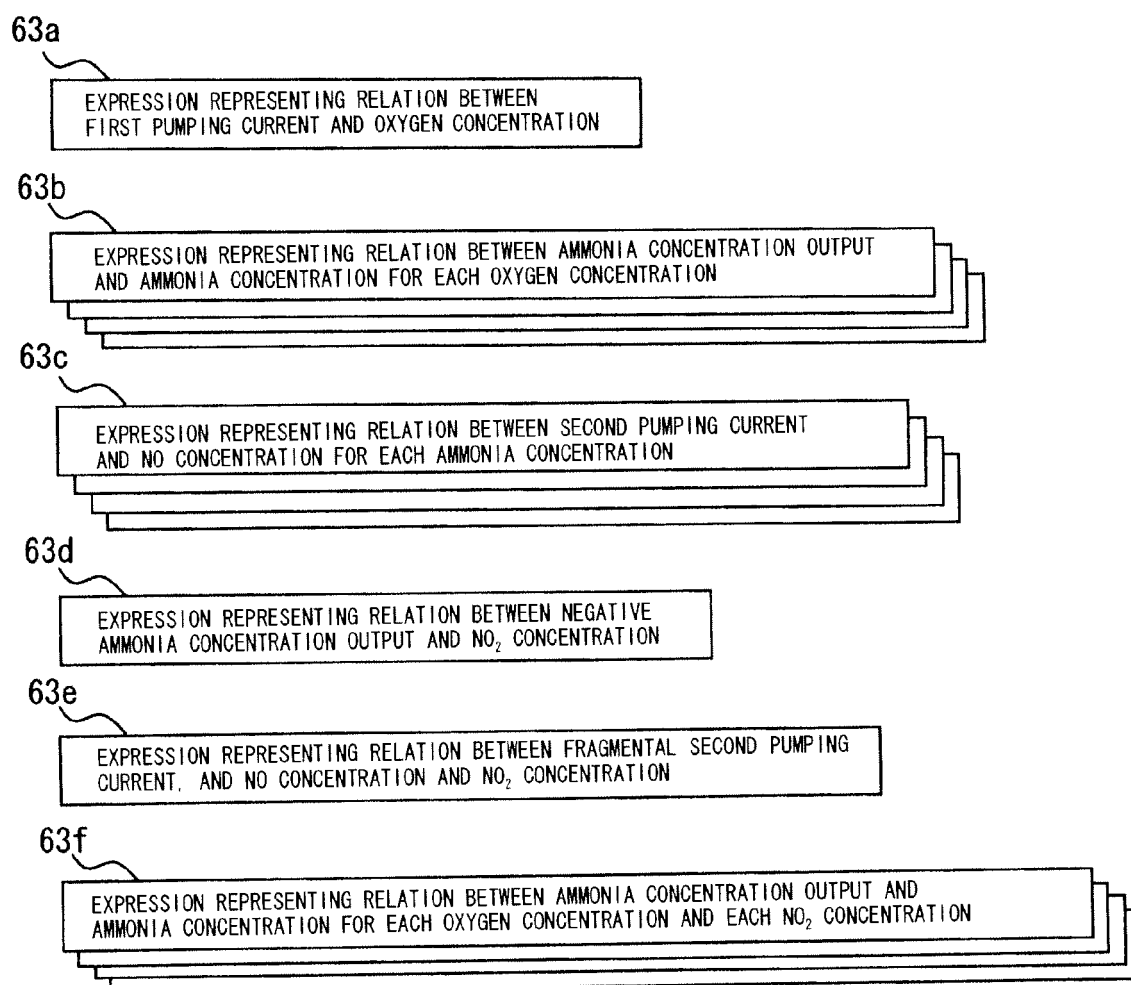 63a
EXPRESSION REPRESENTING RELATION BETWEEN
FIRST PUMPING CURRENT AND OXYGEN CONCENTRATION
63b
EXPRESSION REPRESENTING RELATION BETWEEN AMMONIA CONCENTRATION OUTPUT
AND AMMONIA CONCENTRATION FOR EACH OXYGEN CONCENTRATION
63c
EXPRESSION REPRESENTING RELATION BETWEEN SECOND PUMPING CURRENT
AND NO CONCENTRATION FOR EACH AMMONIA CONCENTRATION
63d
EXPRESSION REPRESENTING RELATION BETWEEN NEGATIVE
AMMONIA CONCENTRATION OUTPUT AND NO₂ CONCENTRATION
63e
EXPRESSION REPRESENTING RELATION BETWEEN FRAGMENTAL SECOND PUMPING
CURRENT, AND NO CONCENTRATION AND NO₂ CONCENTRATION
63f
EXPRESSION REPRESENTING RELATION BETWEEN AMMONIA CONCENTRATION OUTPUT AND
AMMONIA CONCENTRATION FOR EACH OXYGEN CONCENTRATION AND EACH NO₂ CONCENTRATION